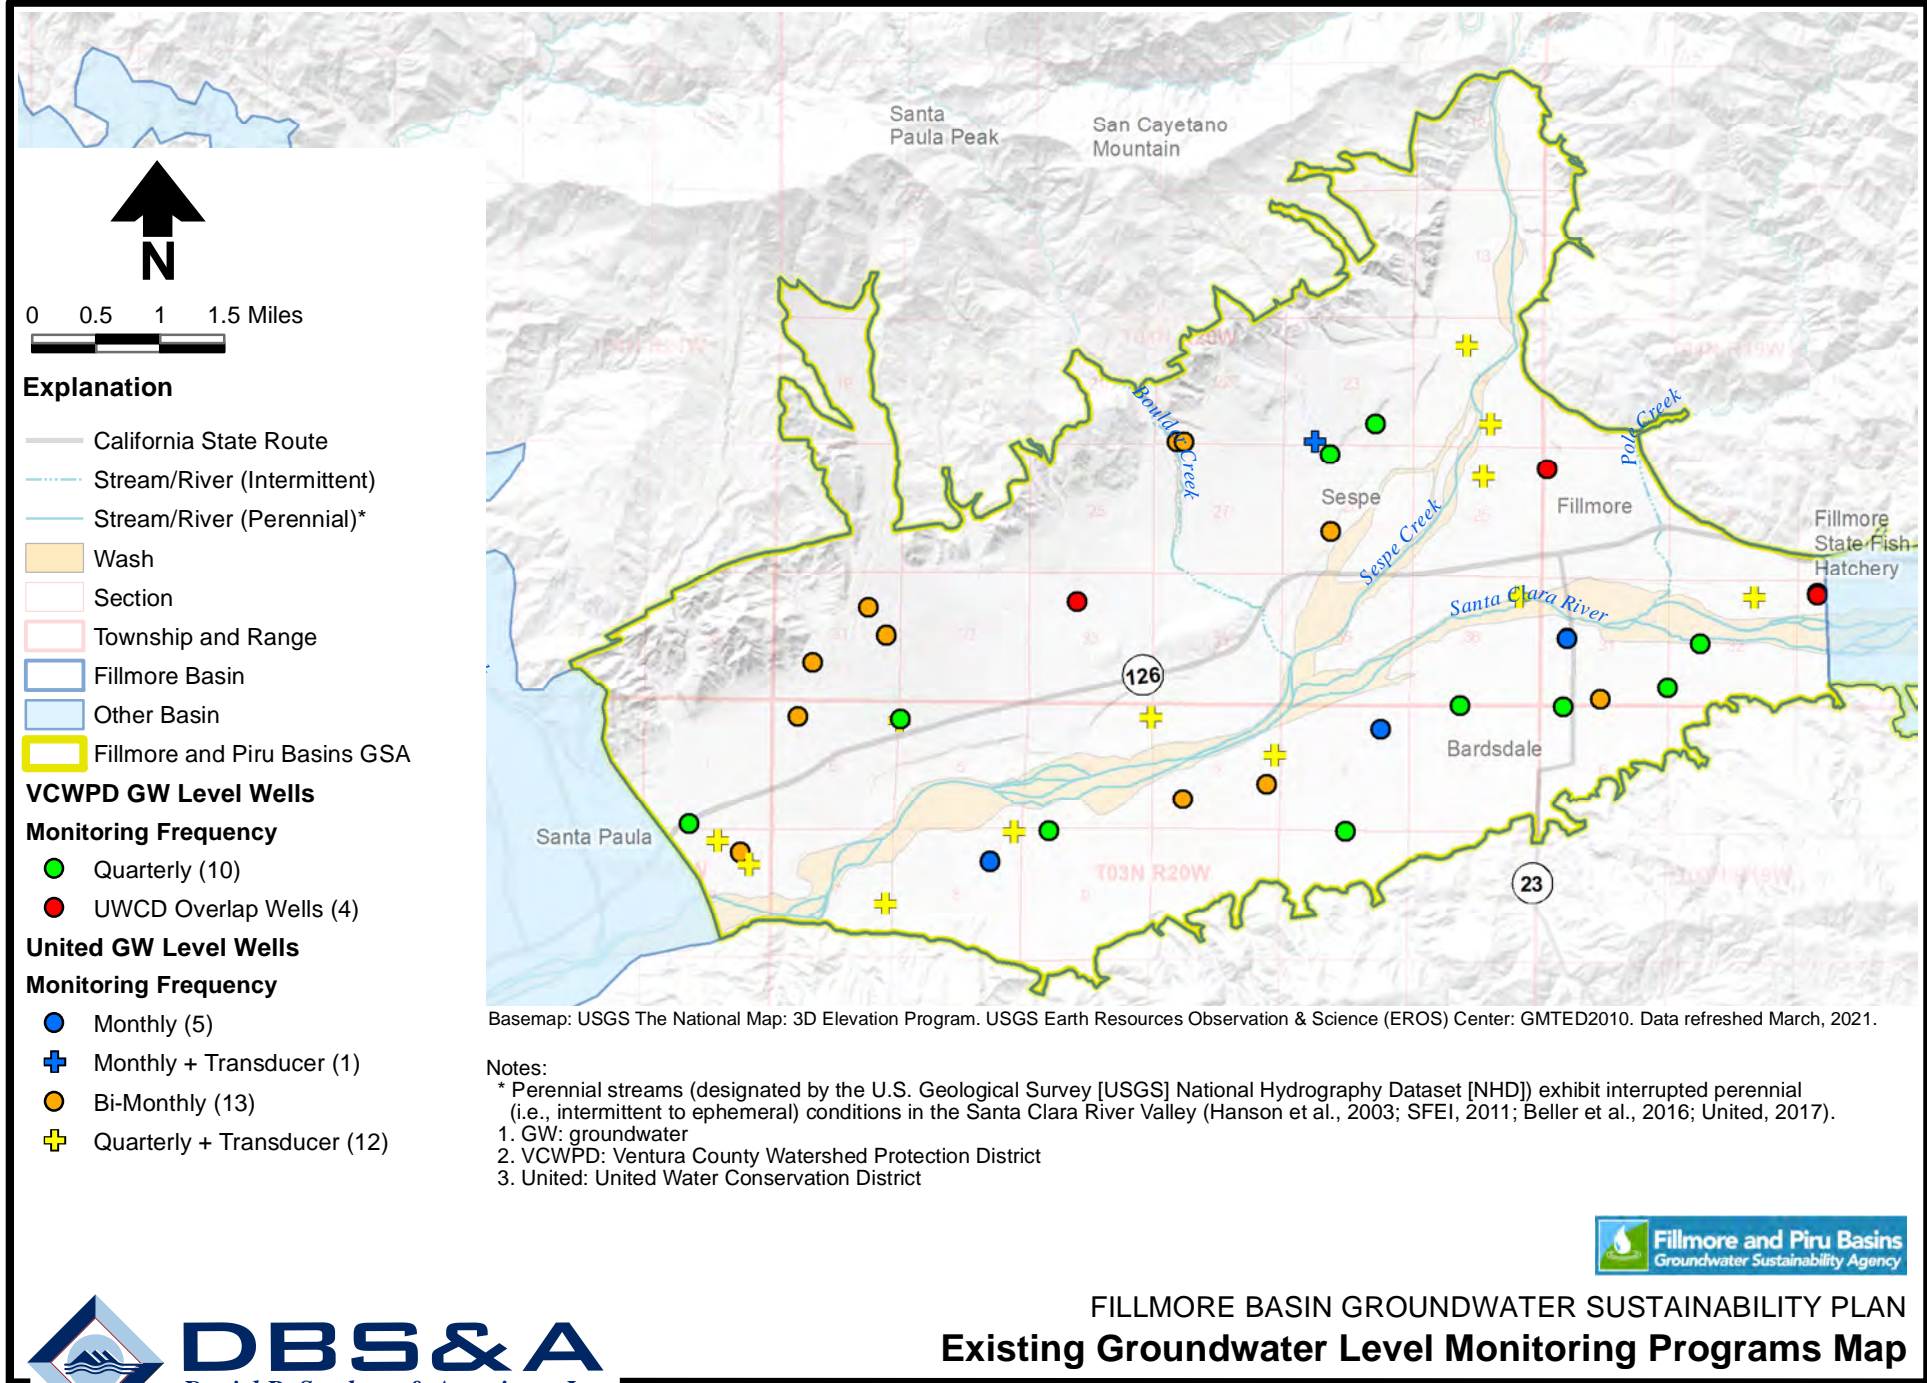 Santa
Paula Peak
San Cayetano
Mountain
N
0 0.5 1 1.5 Miles
Explanation
California State Route
Stream/River (Intermittent)
Stream/River (Perennial)*
Wash
Section
Township and Range
Fillmore Basin
Other Basin
Fillmore and Piru Basins GSA
VCWPD GW Level Wells
Monitoring Frequency
Quarterly (10)
UWCD Overlap Wells (4)
United GW Level Wells
Monitoring Frequency
Monthly (5)
Monthly + Transducer (1)
Bi-Monthly (13)
Quarterly + Transducer (12)
13
T04N R20W
23
Boulder Creek
Pole Creek
Sespe
Sespe Creek
Fillmore
Fillmore
State Fish
Hatchery
25
27
25
Santa Clara River
33
126
Bardsdale
Santa Paula
T03N R20W
23
Basemap: USGS The National Map: 3D Elevation Program. USGS Earth Resources Observation & Science (EROS) Center: GMTED2010. Data refreshed March, 2021.
Notes:
* Perennial streams (designated by the U.S. Geological Survey [USGS] National Hydrography Dataset [NHD]) exhibit interrupted perennial
(i.e., intermittent to ephemeral) conditions in the Santa Clara River Valley (Hanson et al., 2003; SFEI, 2011; Beller et al., 2016; United, 2017).
1. GW: groundwater
2. VCWPD: Ventura County Watershed Protection District
3. United: United Water Conservation District
Fillmore and Piru Basins
Groundwater Sustainability Agency
FILLMORE BASIN GROUNDWATER SUSTAINABILITY PLAN
Existing Groundwater Level Monitoring Programs Map
DBS&A